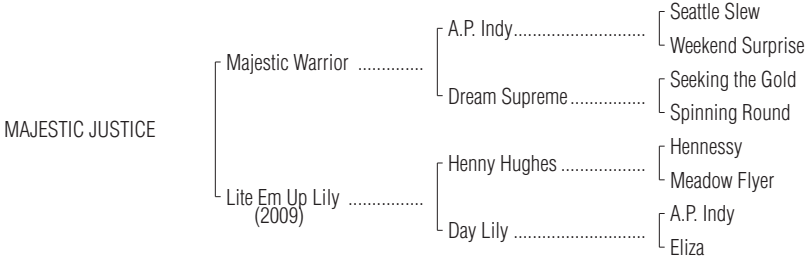 Seattle Slew
A.P. Indy..............................
Weekend Surprise
Majestic Warrior ..............
Seeking the Gold
Dream Supreme.................
Spinning Round
MAJESTIC JUSTICE
Hennessy
Henny Hughes ...................
Meadow Flyer
Lite Em Up Lily ................
(2009)
A.P. Indy
Day Lily ..............................
Eliza